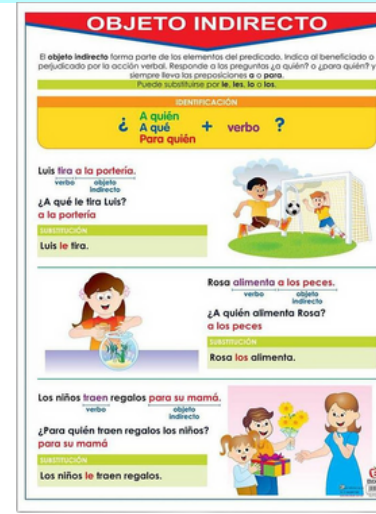 OBJETO INDIRECTO
El objeto indirecto forma parte de los elementos del predicado. Indica al beneficiado o
perjudicado por la acción verbal. Responde a las preguntas ¿a quién? o ¿para quién? y
siempre lleva las preposiciones a o para.
Puede substituirse por le, les, lo o los.
IDENTIFICACIÓN
¿ A quién
A qué + verbo ?
Para quién
Luis tira a la portería.
verbo objeto
indirecto
¿A qué le tira Luis?
a la portería
SUBSTITUCIÓN
Luis le tira.
Rosa alimenta a los peces.
verbo objeto
indirecto
¿A quién alimenta Rosa?
a los peces
SUBSTITUCIÓN
Rosa los alimenta.
Los niños traen regalos para su mamá.
verbo objeto
indirecto
¿Para quién traen regalos los niños?
para su mamá
SUBSTITUCIÓN
Los niños le traen regalos.